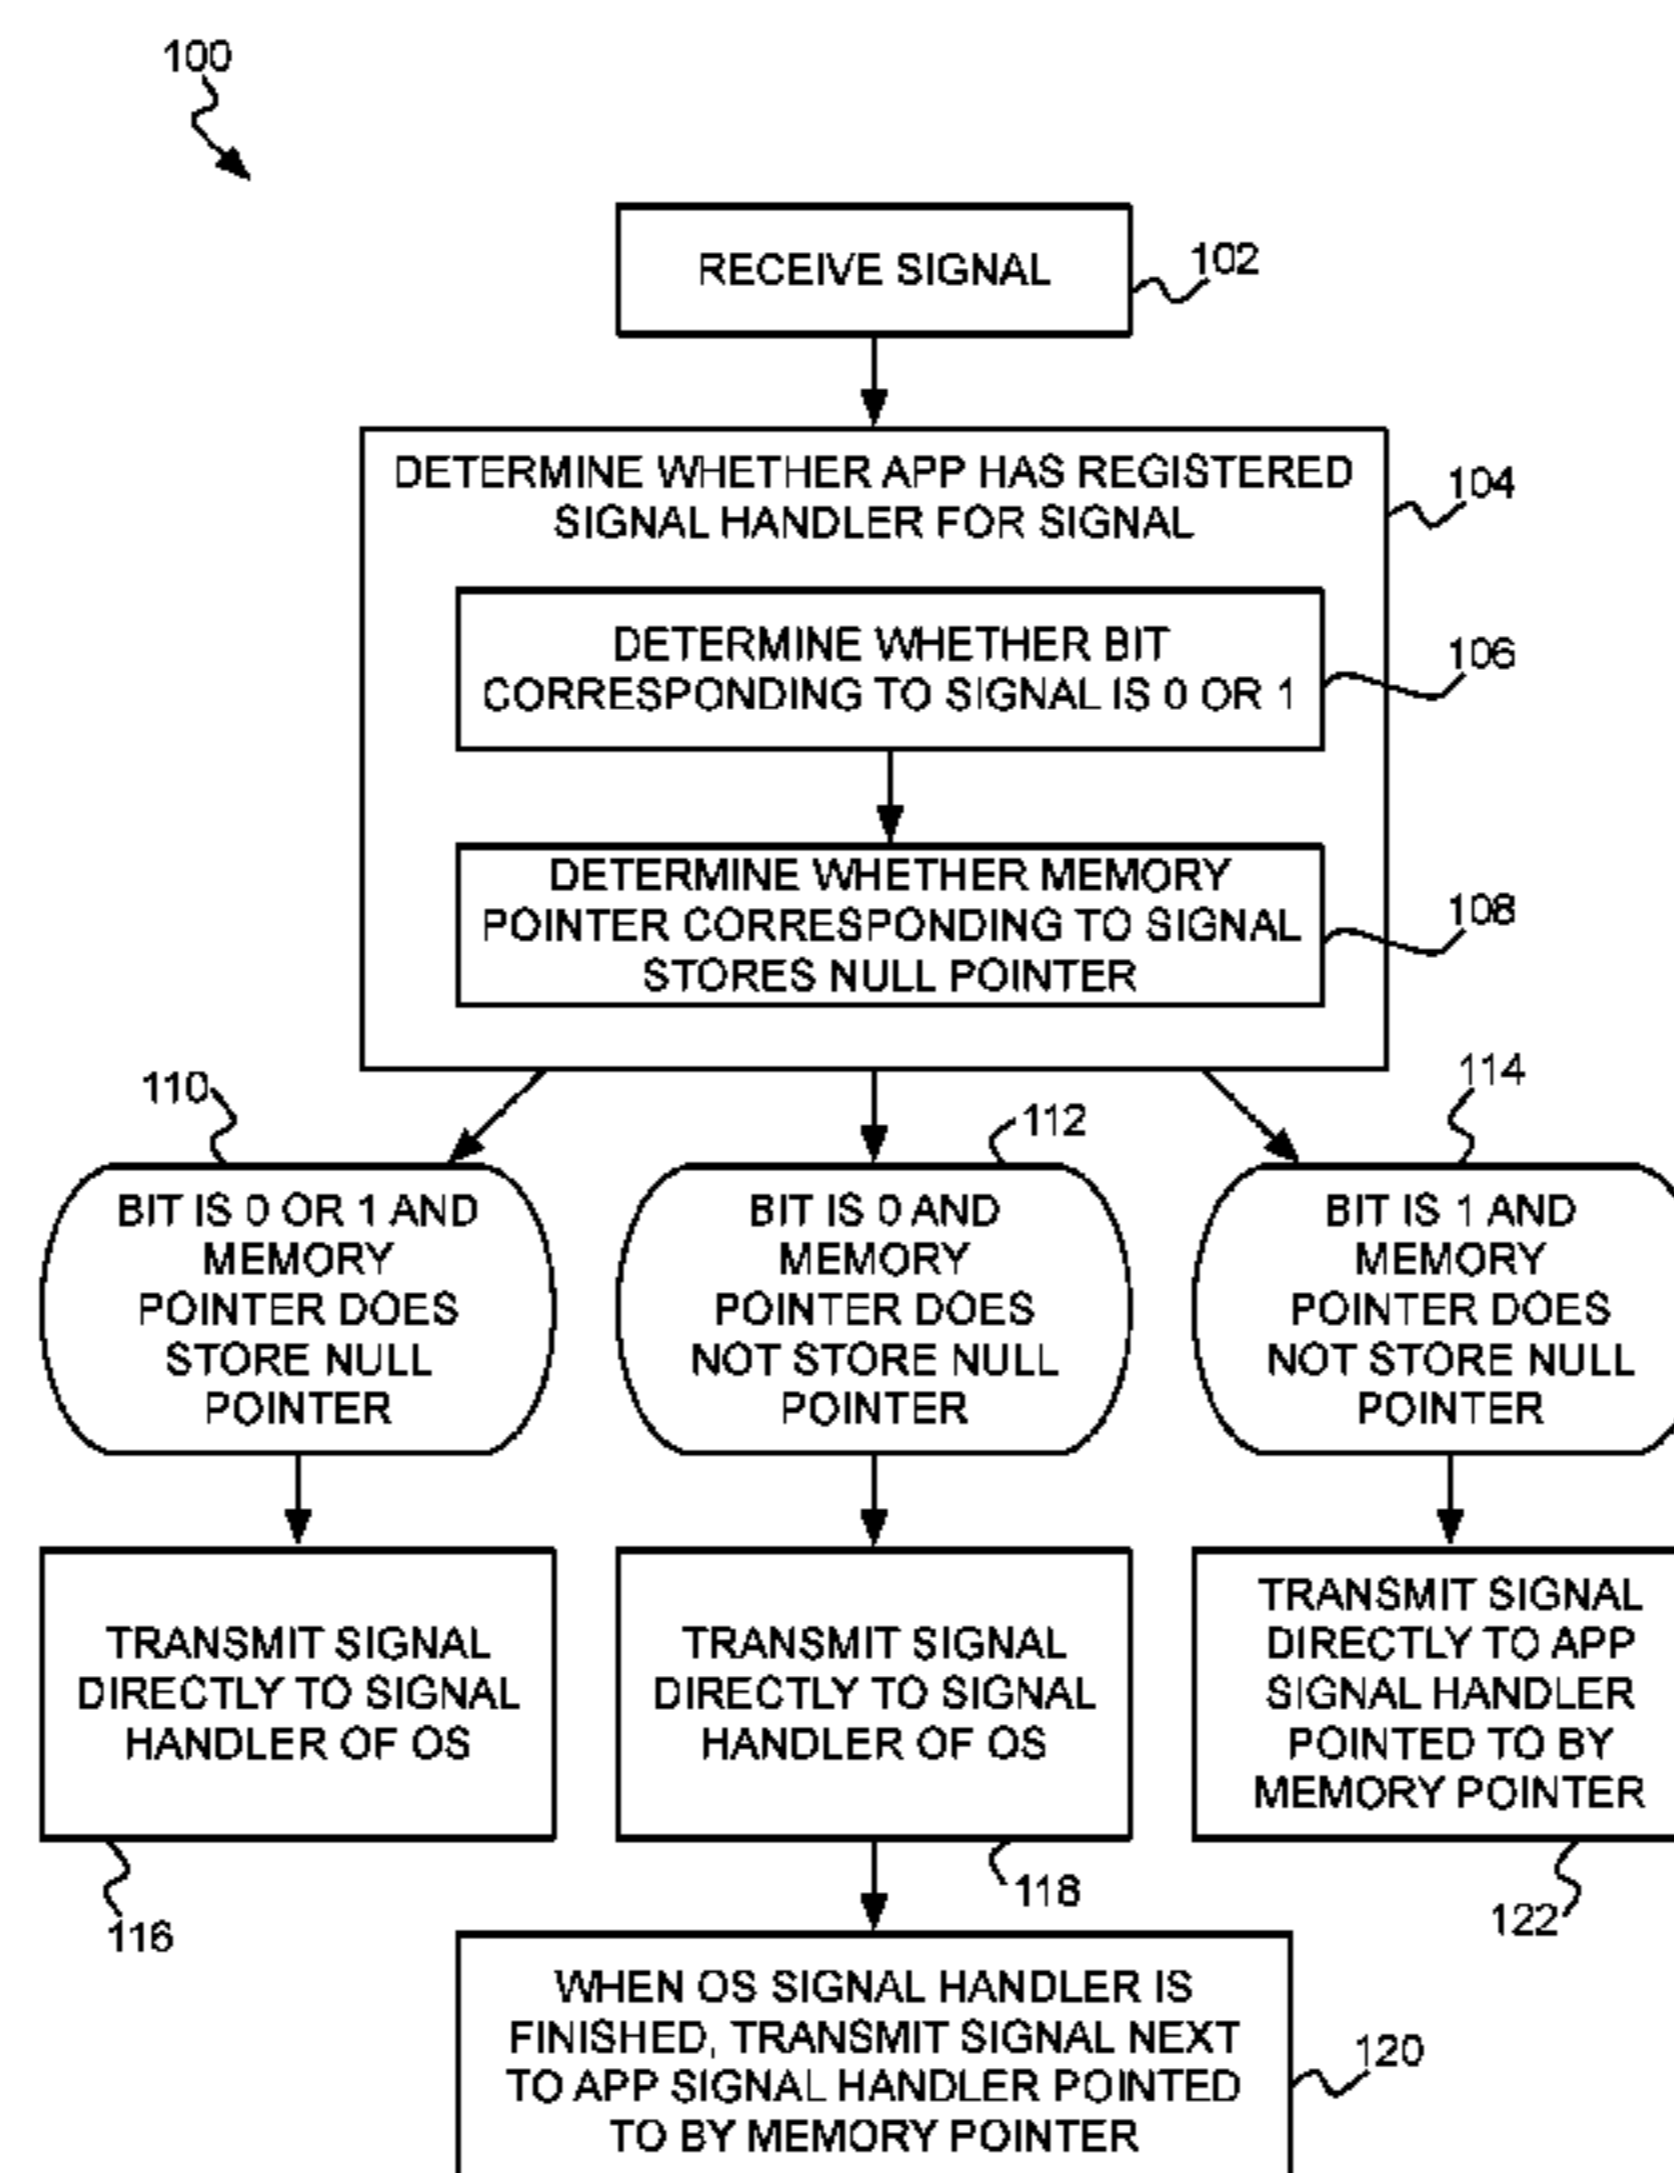 100
RECEIVE SIGNAL
102
DETERMINE WHETHER APP HAS REGISTERED
SIGNAL HANDLER FOR SIGNAL
104
DETERMINE WHETHER BIT
CORRESPONDING TO SIGNAL IS 0 OR 1
106
DETERMINE WHETHER MEMORY
POINTER CORRESPONDING TO SIGNAL
STORES NULL POINTER
108
110
BIT IS 0 OR 1 AND
MEMORY
POINTER DOES
STORE NULL
POINTER
112
BIT IS 0 AND
MEMORY
POINTER DOES
NOT STORE NULL
POINTER
114
BIT IS 1 AND
MEMORY
POINTER DOES
NOT STORE NULL
POINTER
TRANSMIT SIGNAL
DIRECTLY TO SIGNAL
HANDLER OF OS
116
TRANSMIT SIGNAL
DIRECTLY TO SIGNAL
HANDLER OF OS
118
TRANSMIT SIGNAL
DIRECTLY TO APP
SIGNAL HANDLER
POINTED TO BY
MEMORY POINTER
122
WHEN OS SIGNAL HANDLER IS
FINISHED, TRANSMIT SIGNAL NEXT
TO APP SIGNAL HANDLER POINTED
TO BY MEMORY POINTER
120